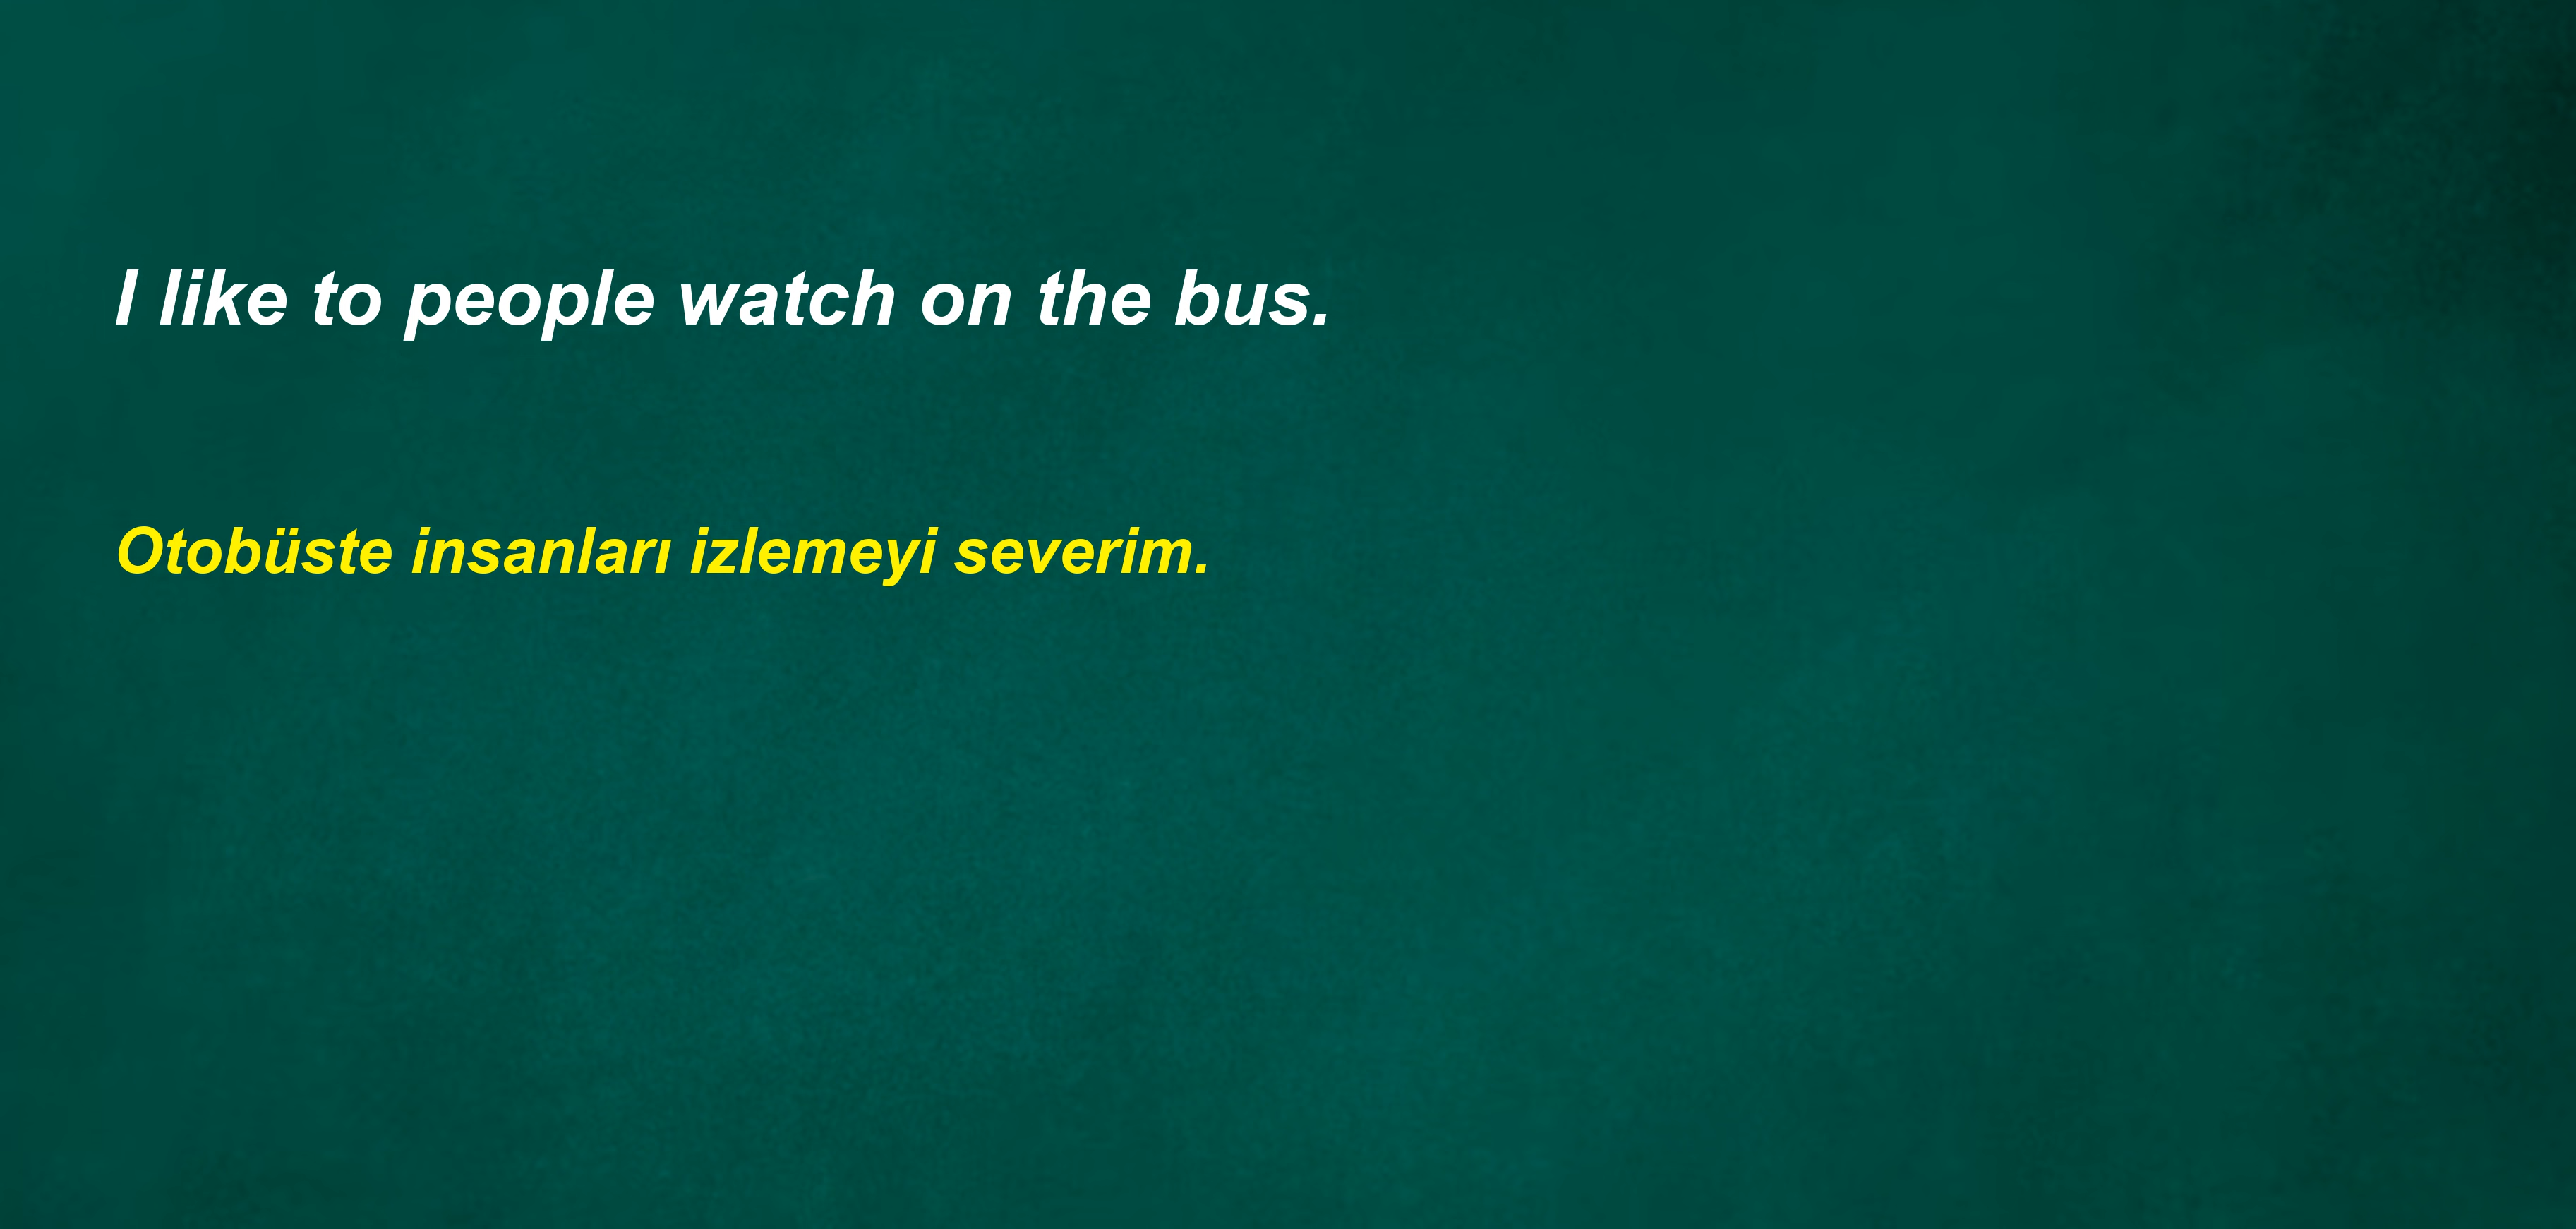 I like to people watch on the bus.
Otobüste insanları izlemeyi severim.